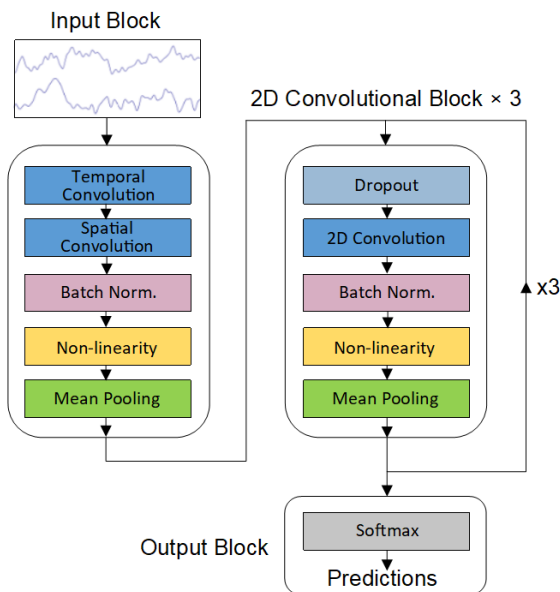 Input Block
Temporal
Convolution
Spatial
Convolution
Batch Norm.
Non-linearity
Mean Pooling
2D Convolutional Block × 3
Dropout
2D Convolution
Batch Norm.
Non-linearity
Mean Pooling
x3
Output Block
Softmax
Predictions